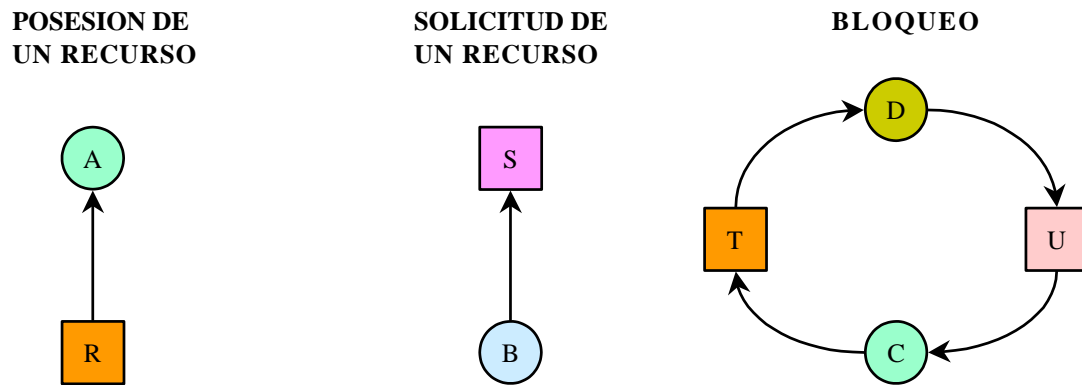 POSESION DE
UN RECURSO
SOLICITUD DE
UN RECURSO
BLOQUEO
A
R
S
B
D
T
U
C